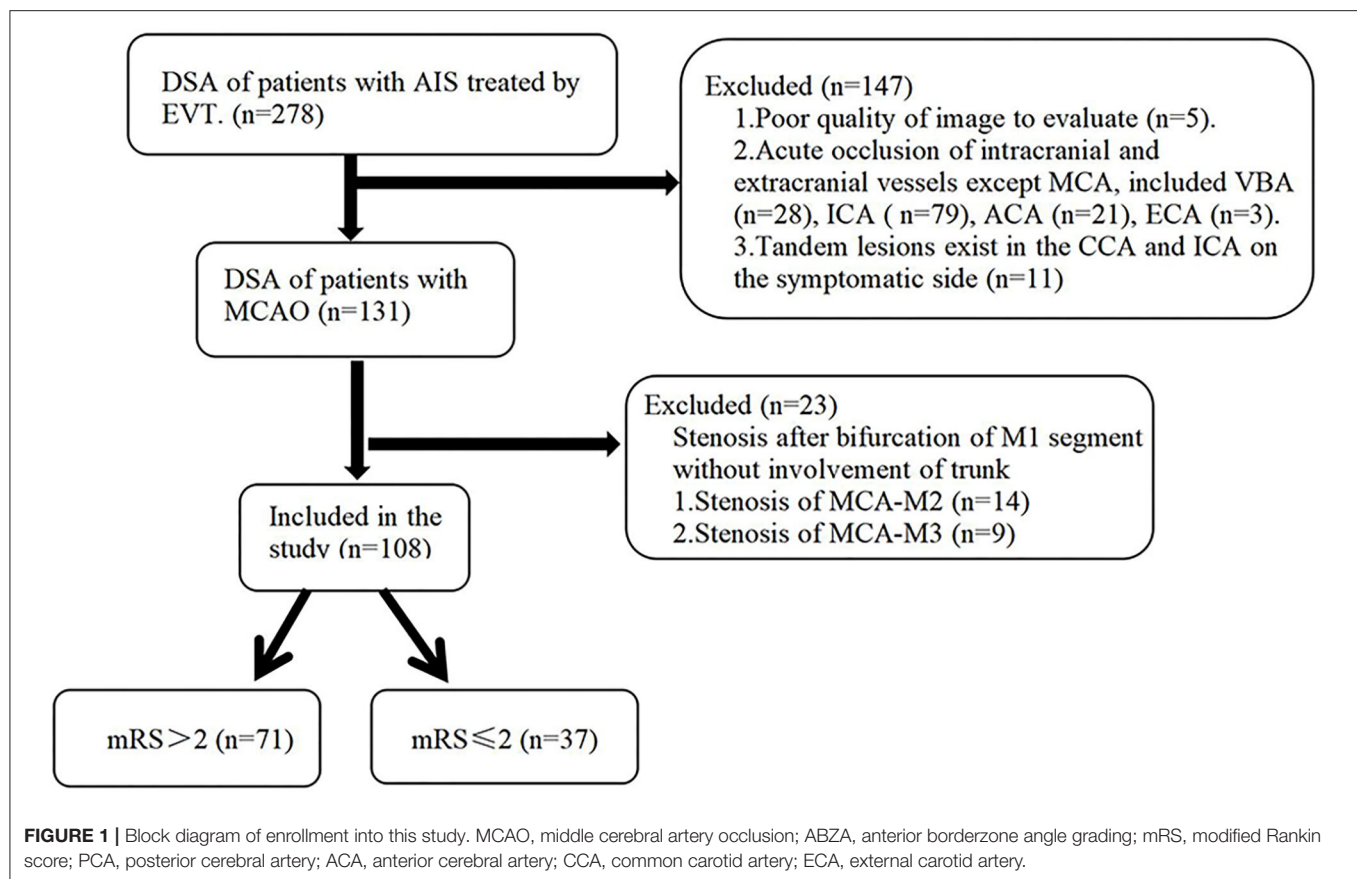 DSA of patients with AIS treated by
EVT. (n=278)
Excluded (n=147)
1.Poor quality of image to evaluate (n=5).
2.Acute occlusion of intracranial and
extracranial vessels except MCA, included VBA
(n=28), ICA ( n=79), ACA (n=21), ECA (n=3).
3.Tandem lesions exist in the CCA and ICA on
the symptomatic side (n=11)
DSA of patients with
MCAO (n=131)
Excluded (n=23)
Stenosis after bifurcation of M1 segment
without involvement of trunk
1.Stenosis of MCA-M2 (n=14)
2.Stenosis of MCA-M3 (n=9)
Included in the
study (n=108)
mRS>2 (n=71)
mRS≤2 (n=37)
FIGURE 1 | Block diagram of enrollment into this study. MCAO, middle cerebral artery occlusion; ABZA, anterior borderzone angle grading; mRS, modified Rankin
score; PCA, posterior cerebral artery; ACA, anterior cerebral artery; CCA, common carotid artery; ECA, external carotid artery.